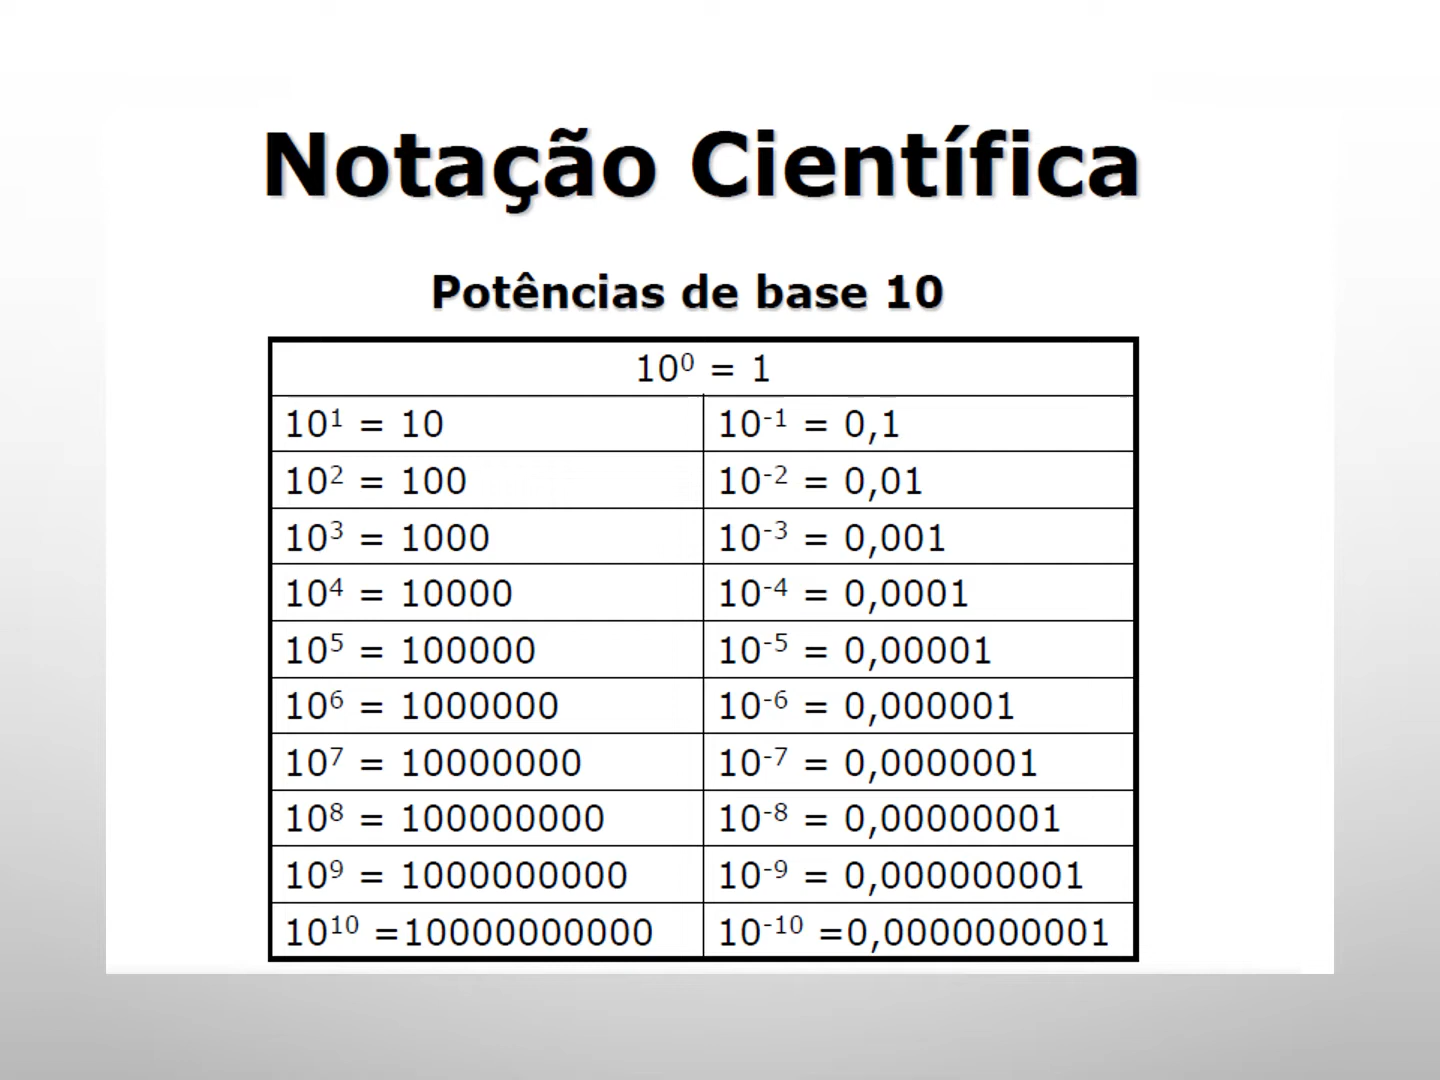 Notação Científica
Potências de base 10
10⁰ = 1
10¹ = 10
10⁻¹ = 0,1
10² = 100
10⁻² = 0,01
10³ = 1000
10⁻³ = 0,001
10⁴ = 10000
10⁻⁴ = 0,0001
10⁵ = 100000
10⁻⁵ = 0,00001
10⁶ = 1000000
10⁻⁶ = 0,000001
10⁷ = 10000000
10⁻⁷ = 0,0000001
10⁸ = 100000000
10⁻⁸ = 0,00000001
10⁹ = 1000000000
10⁻⁹ = 0,000000001
10¹⁰ =10000000000
10⁻¹⁰ =0,0000000001